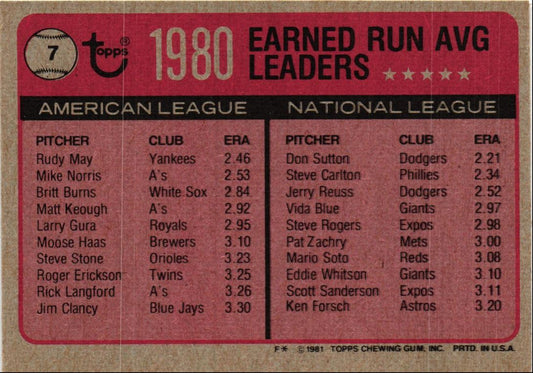 7 Topps® 1980 EARNED RUN AVG
LEADERS
AMERICAN LEAGUE
PITCHER CLUB ERA
Rudy May Yankees 2.46
Mike Norris A's 2.53
Britt Burns White Sox 2.84
Matt Keough A's 2.92
Larry Gura Royals 2.95
Moose Haas Brewers 3.10
Steve Stone Orioles 3.23
Roger Erickson Twins 3.25
Rick Langford A's 3.26
Jim Clancy Blue Jays 3.30
NATIONAL LEAGUE
PITCHER CLUB ERA
Don Sutton Dodgers 2.21
Steve Carlton Phillies 2.34
Jerry Reuss Dodgers 2.52
Vida Blue Giants 2.97
Steve Rogers Expos 2.98
Pat Zachry Mets 3.00
Mario Soto Reds 3.08
Eddie Whitson Giants 3.10
Scott Sanderson Expos 3.11
Ken Forsch Astros 3.20
F* ©1981 TOPPS CHEWING GUM, INC. PRTD. IN U.S.A.